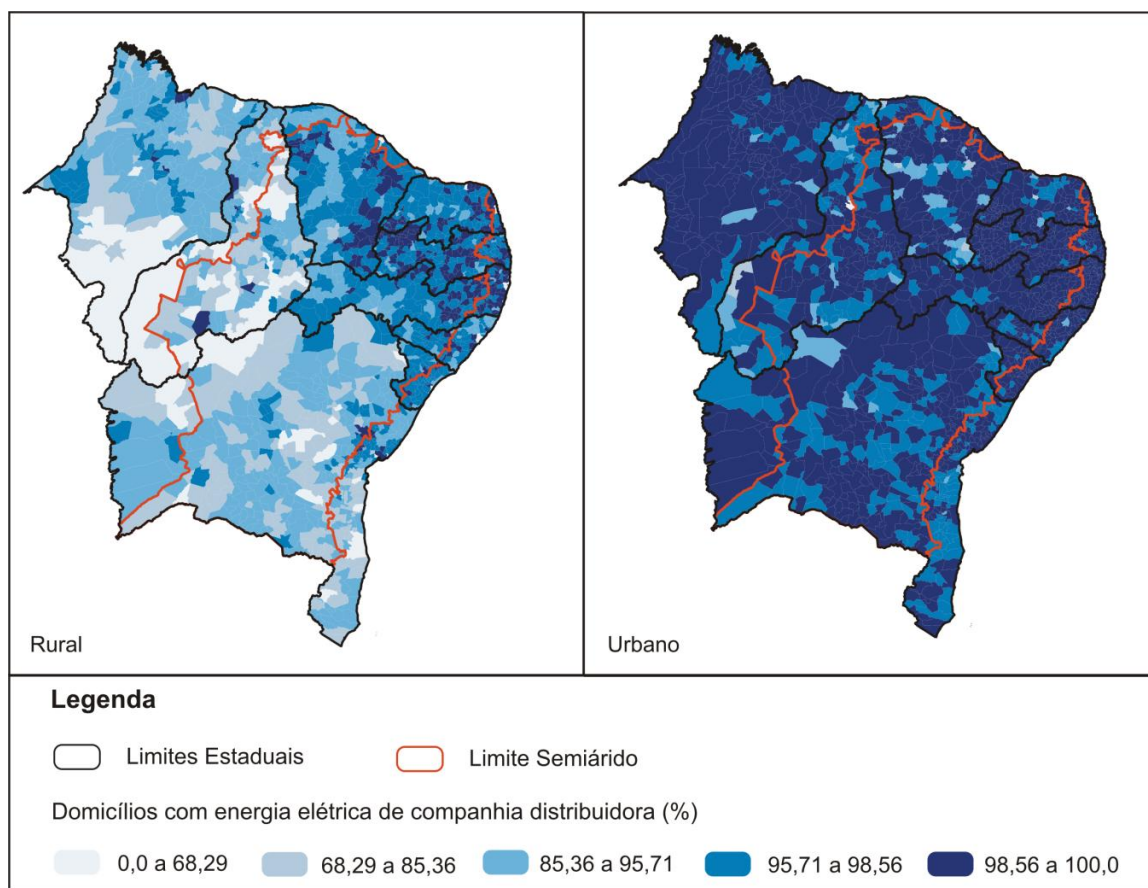 Rural
Urbano
Legenda
Limites Estaduais
Limite Semiárido
Domicílios com energia elétrica de companhia distribuidora (%)
0,0 a 68,29
68,29 a 85,36
85,36 a 95,71
95,71 a 98,56
98,56 a 100,0